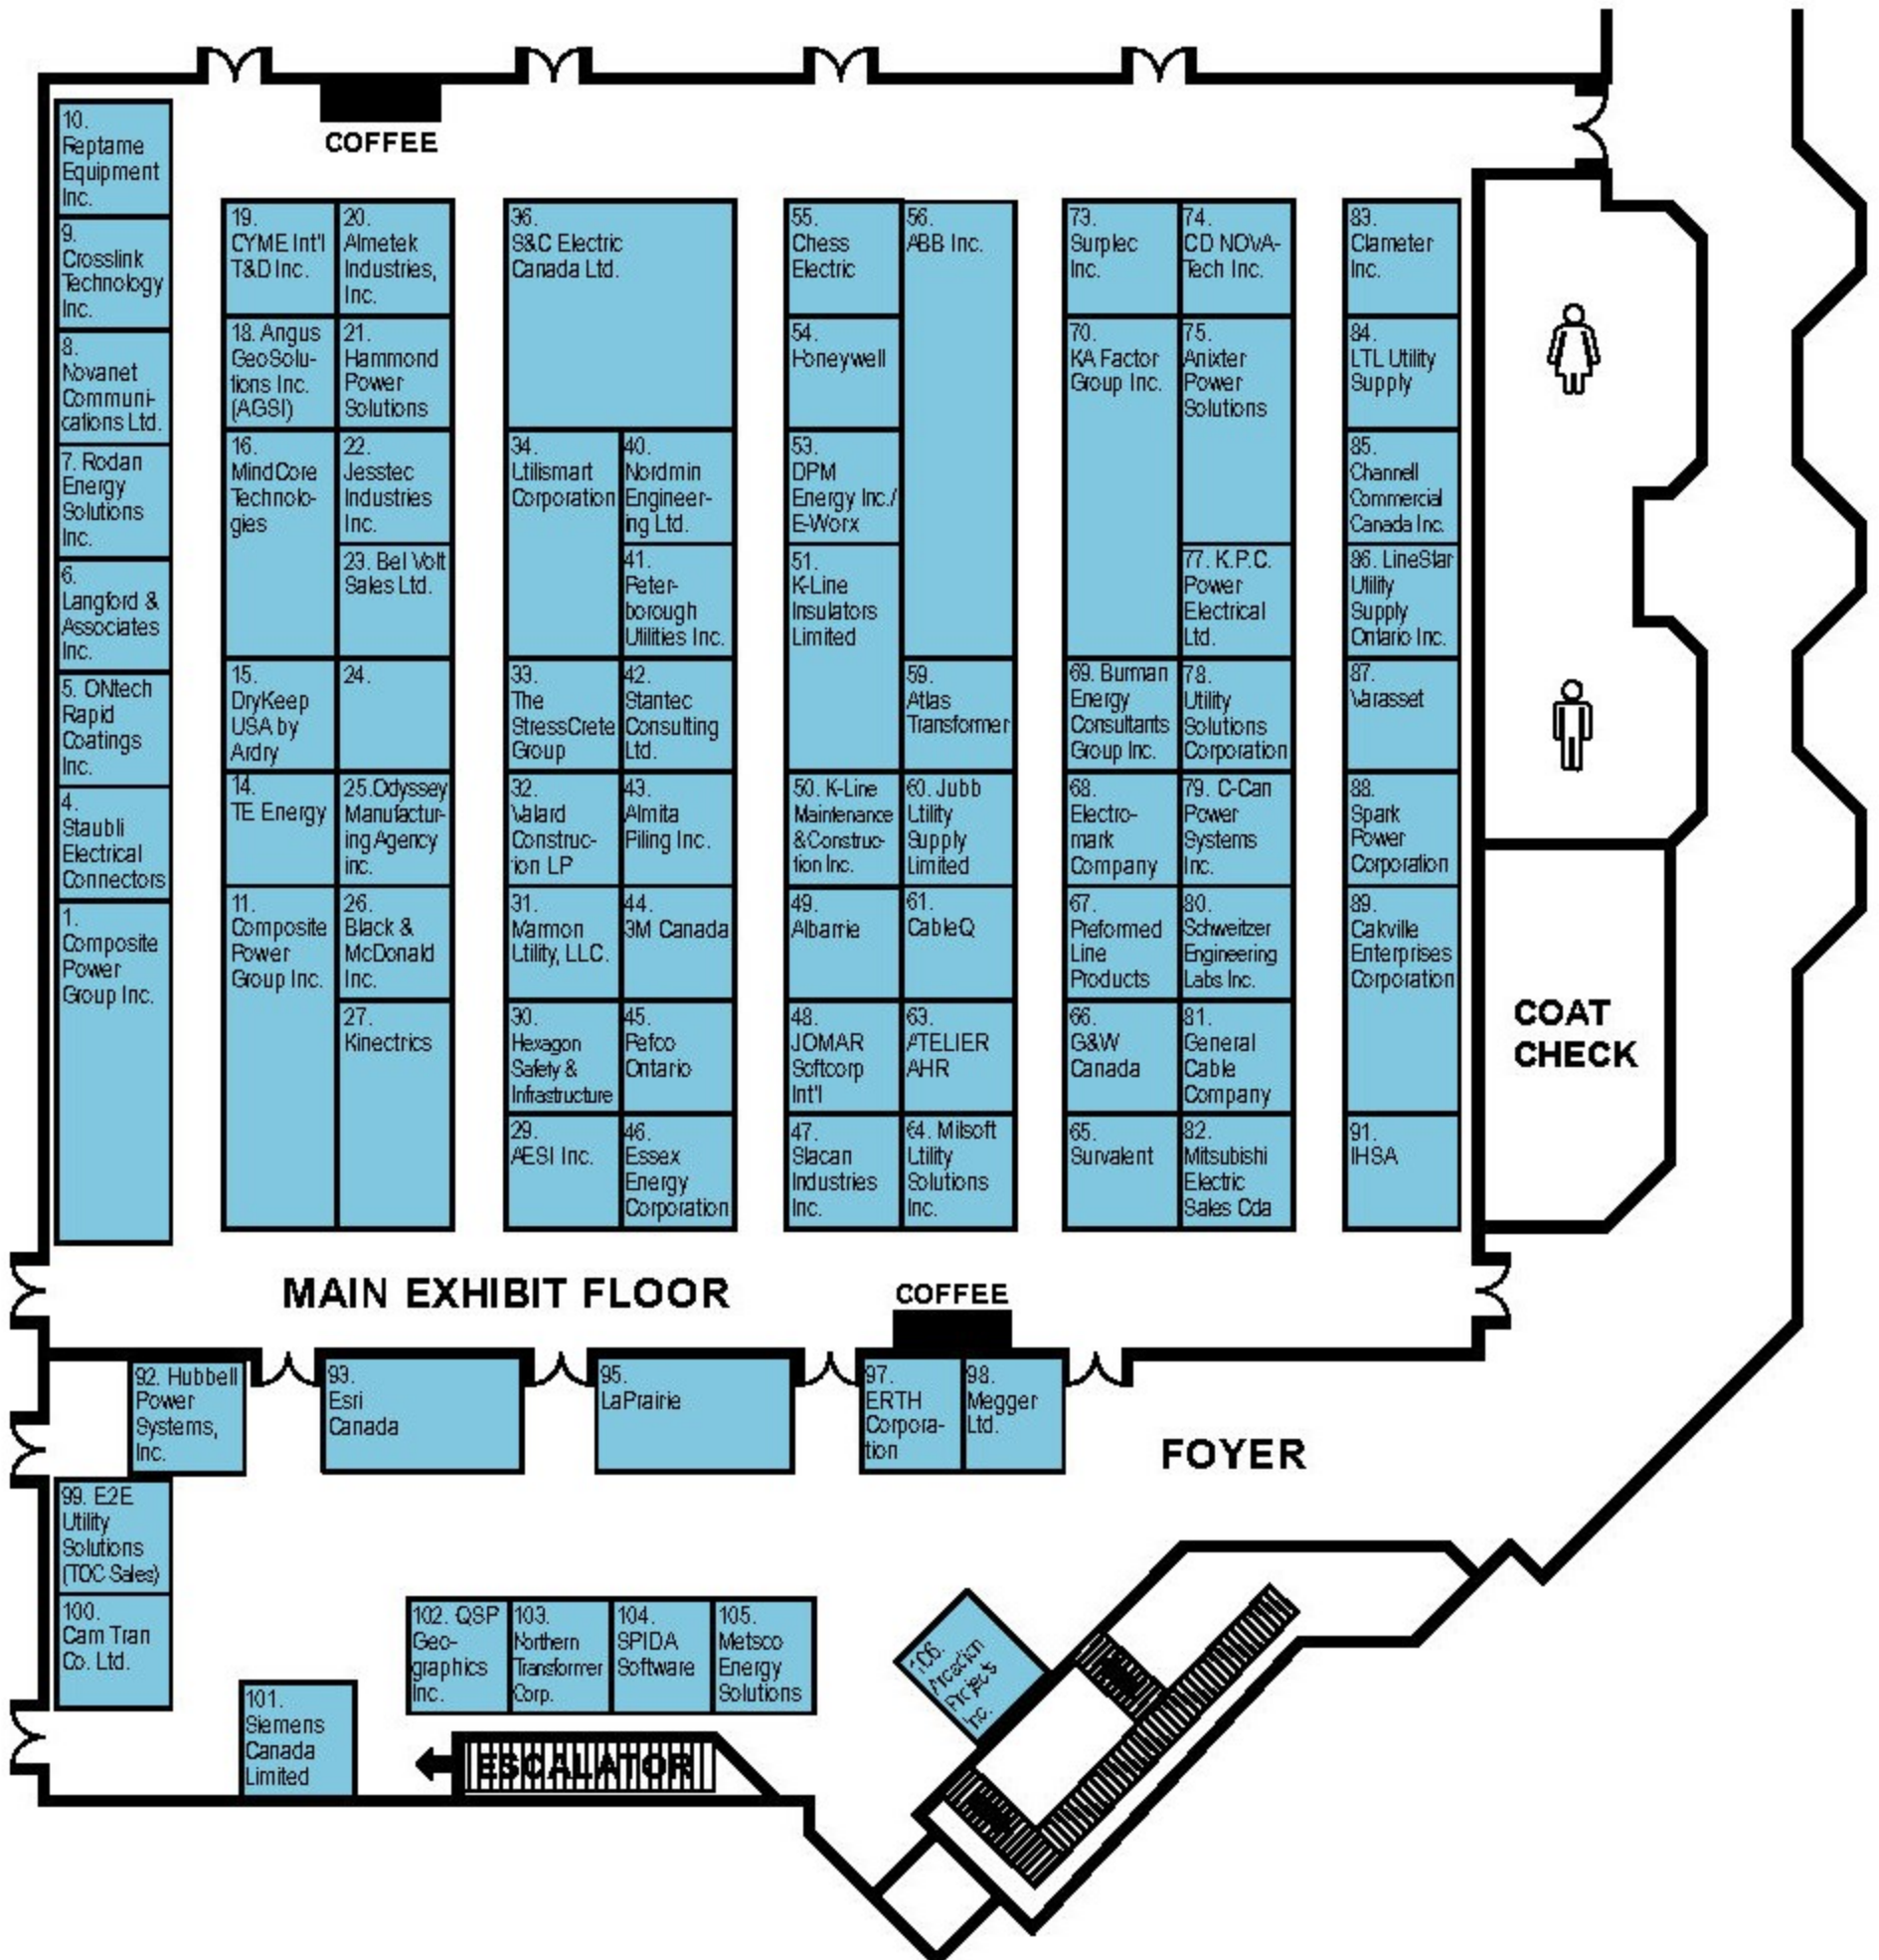 COFFEE
10.
Reptame
Equipment
Inc.
9.
Crosslink
Technology
Inc.
8.
Novanet
Communi-
cations Ltd.
7. Rodan
Energy
Solutions
Inc.
6.
Langford &
Associates
Inc.
5. ONtech
Rapid
Coatings
Inc.
4.
Staubli
Electrical
Connectors
1.
Composite
Power
Group Inc.
19.
CYME Int'l
T&D Inc.
18. Angus
GeoSolu-
tions Inc.
(AGSI)
16.
MindCore
Technolo-
gies
15.
DryKeep
USA by
Ardry
14.
TE Energy
11.
Composite
Power
Group Inc.
20.
Almetek
Industries,
Inc.
21.
Hammond
Power
Solutions
22.
Jesstec
Industries
Inc.
23. Bel Volt
Sales Ltd.
24.
25.Odyssey
Manufactur-
ing Agency
inc.
26.
Black &
McDonald
Inc.
27.
Kinectrics
36.
S&C Electric
Canada Ltd.
34.
Utilismart
Corporation
33.
The
StressCrete
Group
32.
Valard
Construc-
tion LP
31.
Marmon
Utility, LLC.
30.
Hexagon
Safety &
Infrastructure
29.
AESI Inc.
40.
Nordmin
Engineer-
ing Ltd.
41.
Peter-
borough
Utilities Inc.
42.
Stantec
Consulting
Ltd.
43.
Almita
Piling Inc.
44.
3M Canada
45.
Pefco
Ontario
46.
Essex
Energy
Corporation
55.
Chess
Electric
54.
Honeywell
53.
DPM
Energy Inc./
E-Worx
51.
K-Line
Insulators
Limited
50. K-Line
Maintenance
& Construc-
tion Inc.
49.
Albarrie
48.
JOMAR
Softcorp
Int'l
47.
Slacan
Industries
Inc.
56.
ABB Inc.
59.
Atlas
Transformer
60. Jubb
Utility
Supply
Limited
61.
CableQ
63.
ATELIER
AHR
64. Milsoft
Utility
Solutions
Inc.
73.
Surplec
Inc.
70.
KA Factor
Group Inc.
69. Burman
Energy
Consultants
Group Inc.
68.
Electro-
mark
Company
67.
Preformed
Line
Products
66.
G&W
Canada
65.
Survalent
74.
CD NOVA-
Tech Inc.
75.
Anixter
Power
Solutions
77. K.P.C.
Power
Electrical
Ltd.
78.
Utility
Solutions
Corporation
79. C-Can
Power
Systems
Inc.
80.
Schweitzer
Engineering
Labs Inc.
81.
General
Cable
Company
82.
Mitsubishi
Electric
Sales Cda
83.
Clameter
Inc.
84.
LTL Utility
Supply
85.
Channell
Commercial
Canada Inc.
86. LineStar
Utility
Supply
Ontario Inc.
87.
Varasset
88.
Spark
Power
Corporation
89.
Oakville
Enterprises
Corporation
91.
IHSA
COAT
CHECK
MAIN EXHIBIT FLOOR
COFFEE
92. Hubbell
Power
Systems,
Inc.
93.
Esri
Canada
95.
LaPrairie
97.
ERTH
Corpora-
tion
98.
Megger
Ltd.
FOYER
99. E2E
Utility
Solutions
(TOC Sales)
100.
Cam Tran
Co. Ltd.
101.
Siemens
Canada
Limited
102. QSP
Geo-
graphics
Inc.
103.
Northern
Transformer
Corp.
104.
SPIDA
Software
105.
Metsco
Energy
Solutions
106.
Arcadion
Projects
Inc.
ESCALATOR